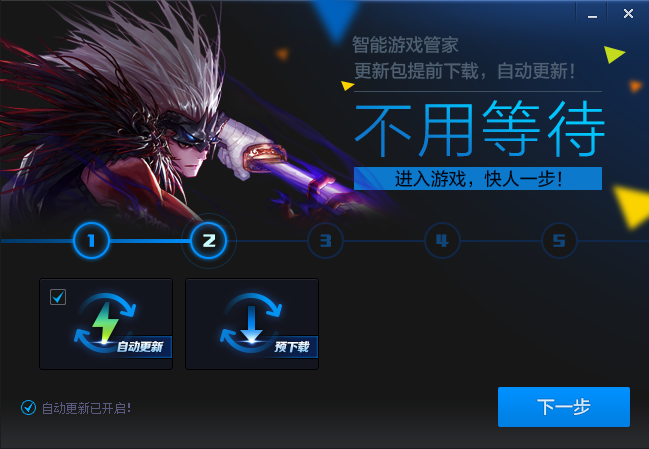 智能游戏管家
更新包提前下载，自动更新！
不用等待
进入游戏，快人一步！
1 2 3 4 5
自动更新 预下载
自动更新已开启！
下一步